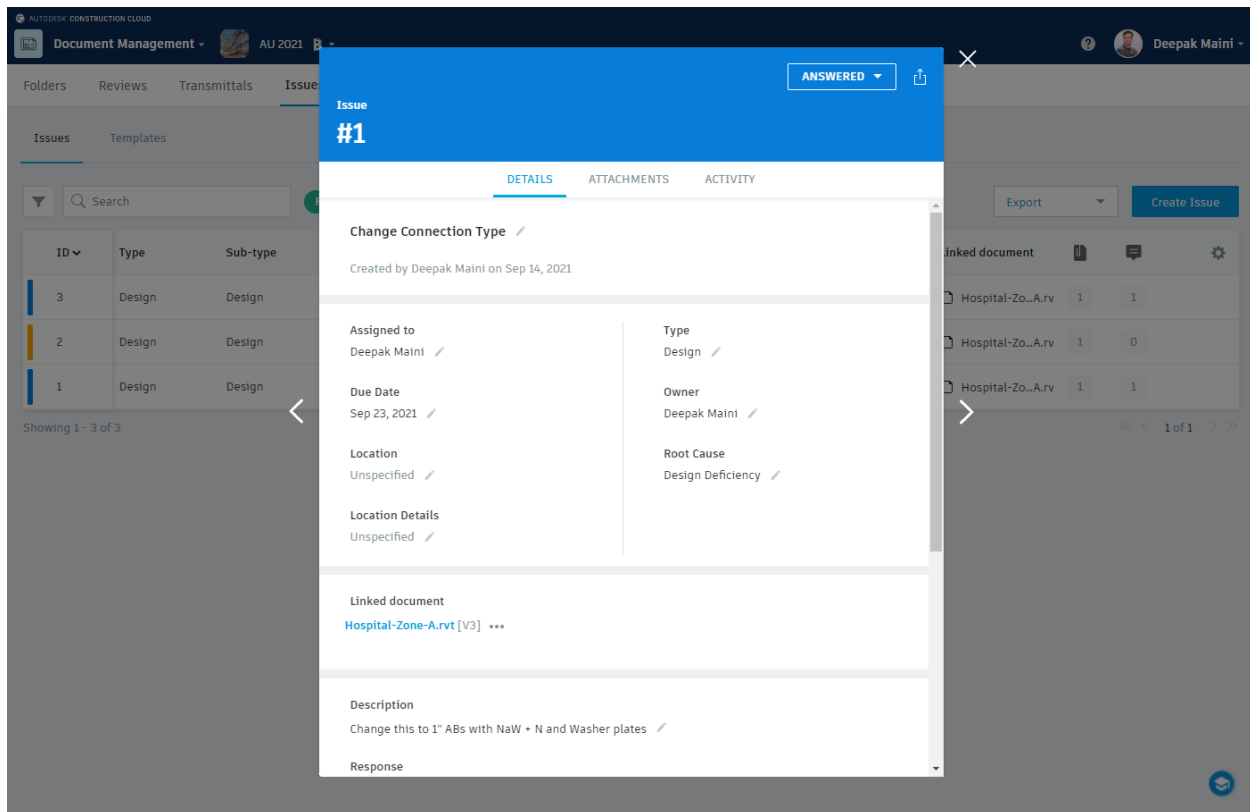 AUTODESK CONSTRUCTION CLOUD
Document Management
AU 2021
Deepak Maini
Folders Reviews Transmittals Issue
ANSWERED
Issue
#1
Issues Templates
DETAILS ATTACHMENTS ACTIVITY
Search
Export
Create Issue
Change Connection Type
Created by Deepak Maini on Sep 14, 2021
ID Type Sub-type
Linked document
3 Design Design
Hospital-Zo...A.rv 1 1
2 Design Design
Hospital-Zo...A.rv 1 0
1 Design Design
Hospital-Zo...A.rv 1 1
Showing 1 - 3 of 3
1 of 1
Assigned to
Deepak Maini
Type
Design
Due Date
Sep 23, 2021
Owner
Deepak Maini
Location
Unspecified
Root Cause
Design Deficiency
Location Details
Unspecified
Linked document
Hospital-Zone-A.rvt [V3]
Description
Change this to 1" ABs with NaW + N and Washer plates
Response